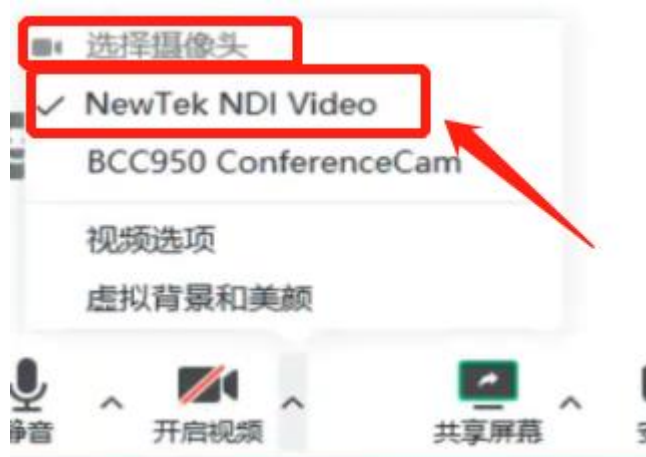 选择摄像头
NewTek NDI Video
BCC950 ConferenceCam
视频选项
虚拟背景和美颜
静音 开启视频 共享屏幕